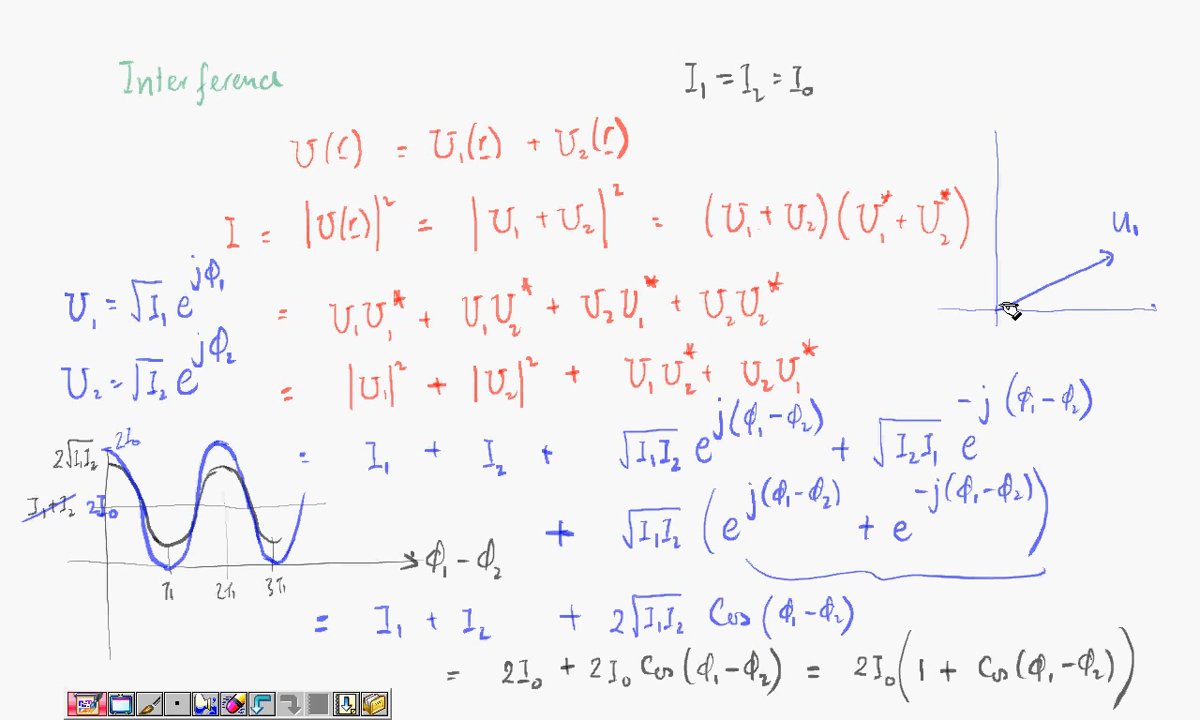 Interference
I₁ = I₂ = I₀
U(r) = U₁(r) + U₂(r)
I = |U(r)|² = |U₁ + U₂|² = (U₁ + U₂)(U₁* + U₂*)
U₁
U₁ = √I₁ e^{jΦ₁}
= U₁U₁* + U₁U₂* + U₂U₁* + U₂U₂*
U₂ = √I₂ e^{jΦ₂}
= |U₁|² + |U₂|² + U₁U₂* + U₂U₁*
: I₁ + I₂ + √I₁I₂ e^{j(Φ₁-Φ₂)} + √I₂I₁ e^{-j(Φ₁-Φ₂)}
2√I₁I₂ 2I₀
I₁+I₂ 2I₀
+ √I₁I₂ (e^{j(Φ₁-Φ₂)} + e^{-j(Φ₁-Φ₂)})
Φ₁ - Φ₂
π 2π 3π
= I₁ + I₂ + 2√I₁I₂ Cos(Φ₁-Φ₂)
= 2I₀ + 2I₀ Cos(Φ₁-Φ₂) = 2I₀(1 + Cos(Φ₁-Φ₂))